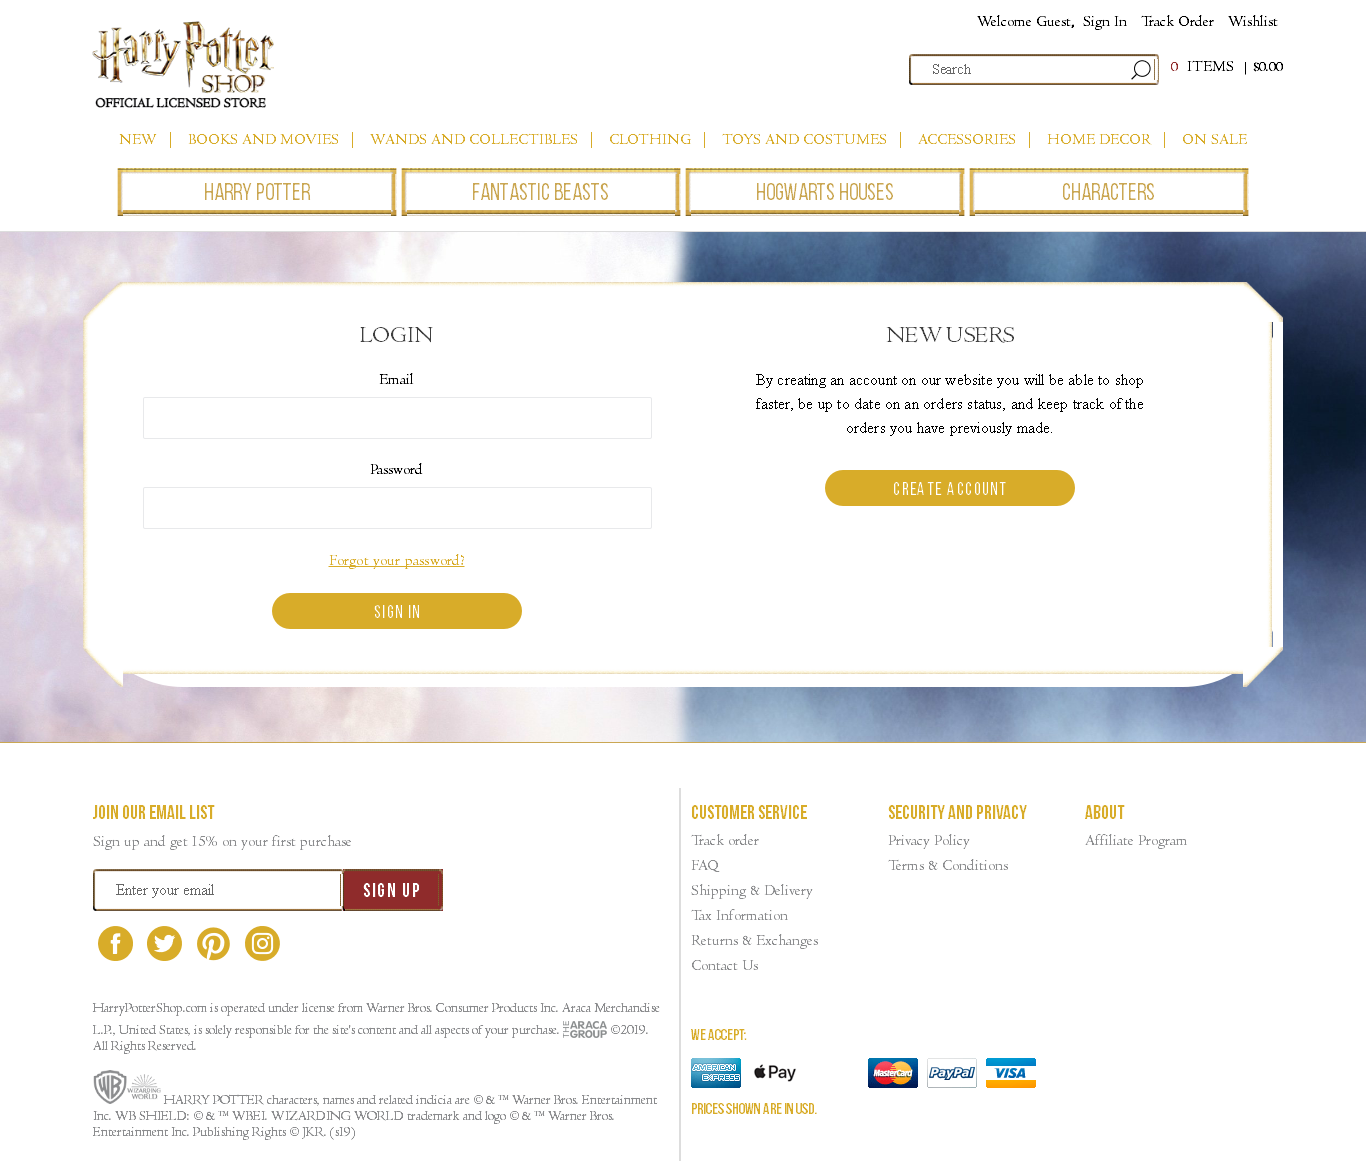 Harry Potter
SHOP
OFFICIAL LICENSED STORE
Welcome Guest, Sign In Track Order Wishlist
Search
0 ITEMS | $0.00
NEW | BOOKS AND MOVIES | WANDS AND COLLECTIBLES | CLOTHING | TOYS AND COSTUMES | ACCESSORIES | HOME DECOR | ON SALE
HARRY POTTER FANTASTIC BEASTS HOGWARTS HOUSES CHARACTERS
LOGIN
Email
Password
Forgot your password?
SIGN IN
NEW USERS
By creating an account on our website you will be able to shop
faster, be up to date on an orders status, and keep track of the
orders you have previously made.
CREATE ACCOUNT
JOIN OUR EMAIL LIST
Sign up and get 15% on your first purchase
Enter your email
SIGN UP
HarryPotterShop.com is operated under license from Warner Bros. Consumer Products Inc. Araca Merchandise
L.P., United States, is solely responsible for the site's content and all aspects of your purchase. THE ARACA GROUP ©2019.
All Rights Reserved.
WB WIZARDING WORLD HARRY POTTER characters, names and related indicia are © & ™ Warner Bros. Entertainment
Inc. WB SHIELD: © & ™ WBEI. WIZARDING WORLD trademark and logo © & ™ Warner Bros.
Entertainment Inc. Publishing Rights © JKR. (s19)
CUSTOMER SERVICE
Track order
FAQ
Shipping & Delivery
Tax Information
Returns & Exchanges
Contact Us
SECURITY AND PRIVACY
Privacy Policy
Terms & Conditions
ABOUT
Affiliate Program
WE ACCEPT:
AMERICAN EXPRESS Pay MasterCard PayPal VISA
PRICES SHOWN ARE IN USD.